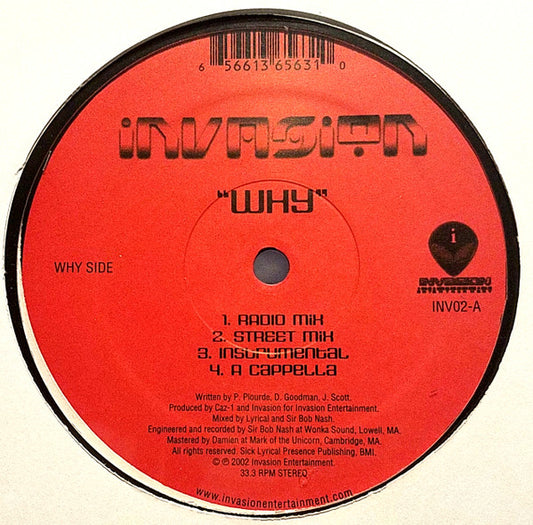 6 56613 65631 0
INVASION
"WHY"
WHY SIDE
i
INVASION
ENTERTAINMENT
INV02-A
1. RADIO MIX
2. STREET MIX
3. INSTRUMENTAL
4. A CAPPELLA
Written by P. Plourde, D. Goodman, J. Scott.
Produced by Caz-1 and Invasion for Invasion Entertainment.
Mixed by Lyrical and Sir Bob Nash.
Engineered and recorded by Sir Bob Nash at Wonka Sound, Lowell, MA.
Mastered by Damien at Mark of the Unicorn, Cambridge, MA.
All rights reserved. Sick Lyrical Presence Publishing, BMI.
© ℗ 2002 Invasion Entertainment.
33.3 RPM STEREO
www.invasionentertainment.com